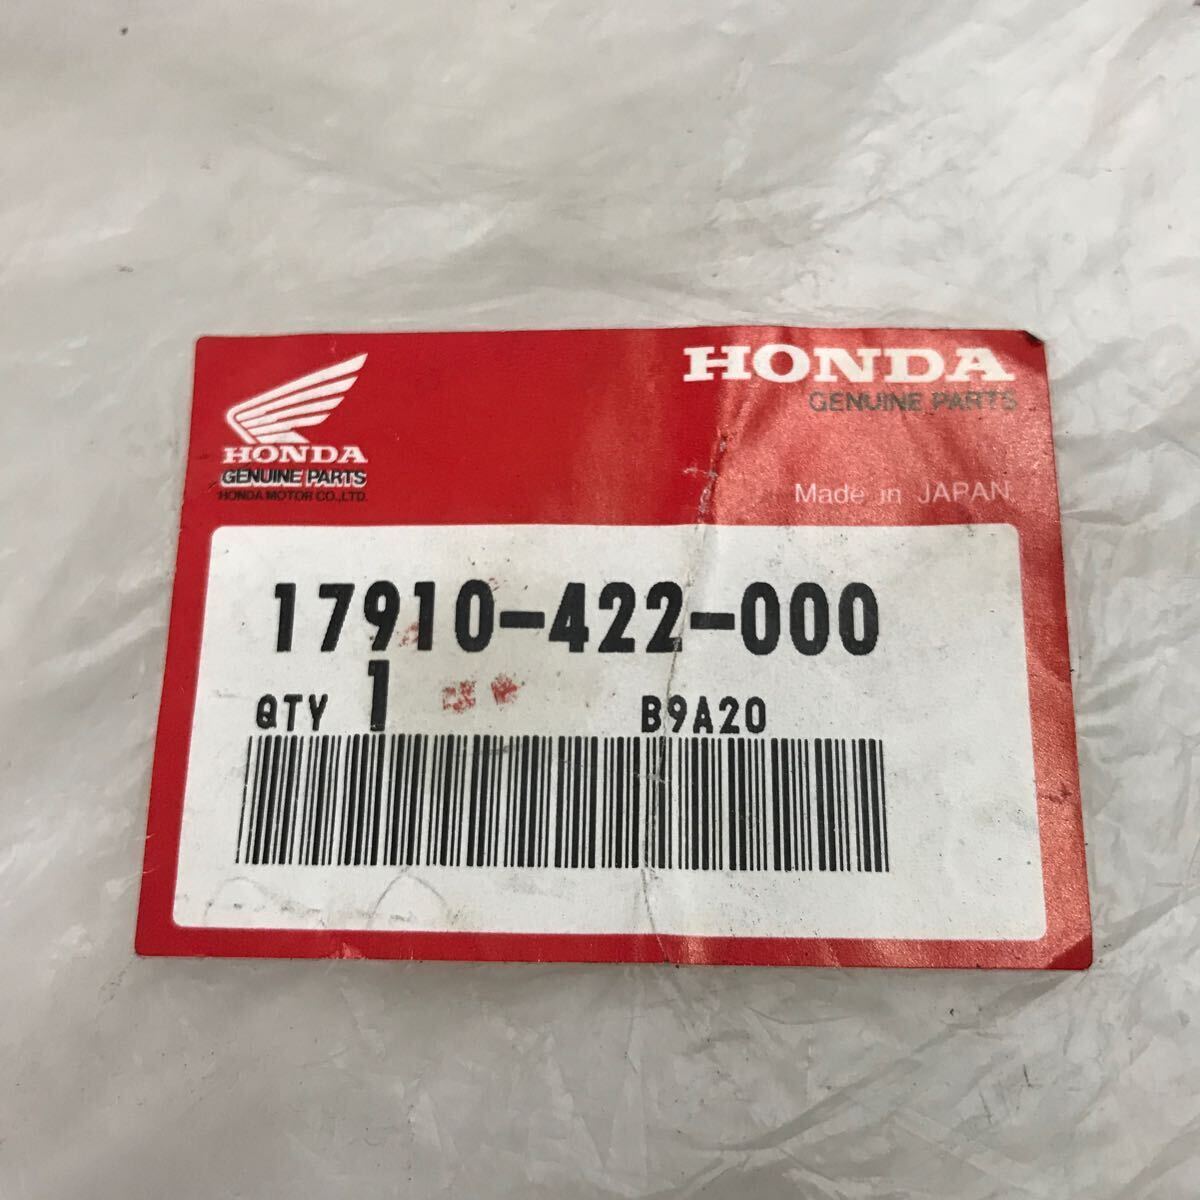 HONDA
GENUINE PARTS
HONDA MOTOR CO.,LTD.
HONDA
GENUINE PARTS
Made in JAPAN
17910-422-000
QTY 1 B9A20